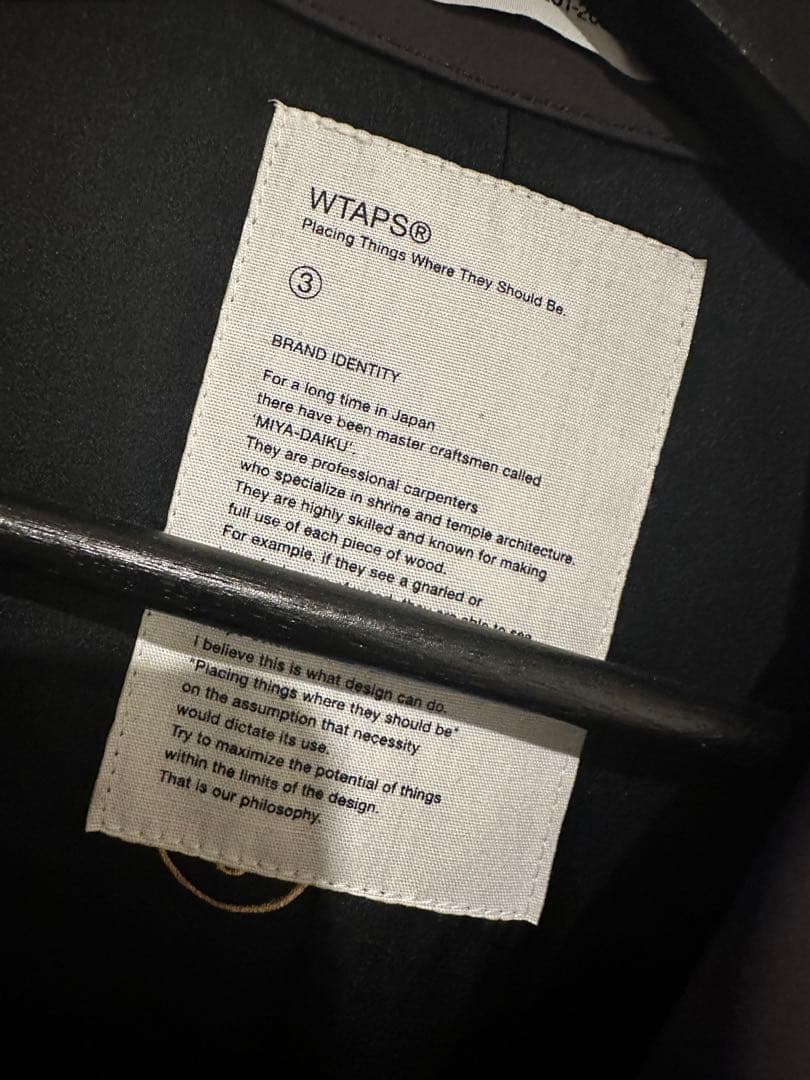 WTAPS®
Placing Things Where They Should Be.
3
BRAND IDENTITY
For a long time in Japan
there have been master craftsmen called
'MIYA-DAIKU'.
They are professional carpenters
who specialize in shrine and temple architecture.
They are highly skilled and known for making
full use of each piece of wood.
For example, if they see a gnarled or
they are able to see
I believe this is what design can do.
"Placing things where they should be"
on the assumption that necessity
would dictate its use.
Try to maximize the potential of things
within the limits of the design.
That is our philosophy.